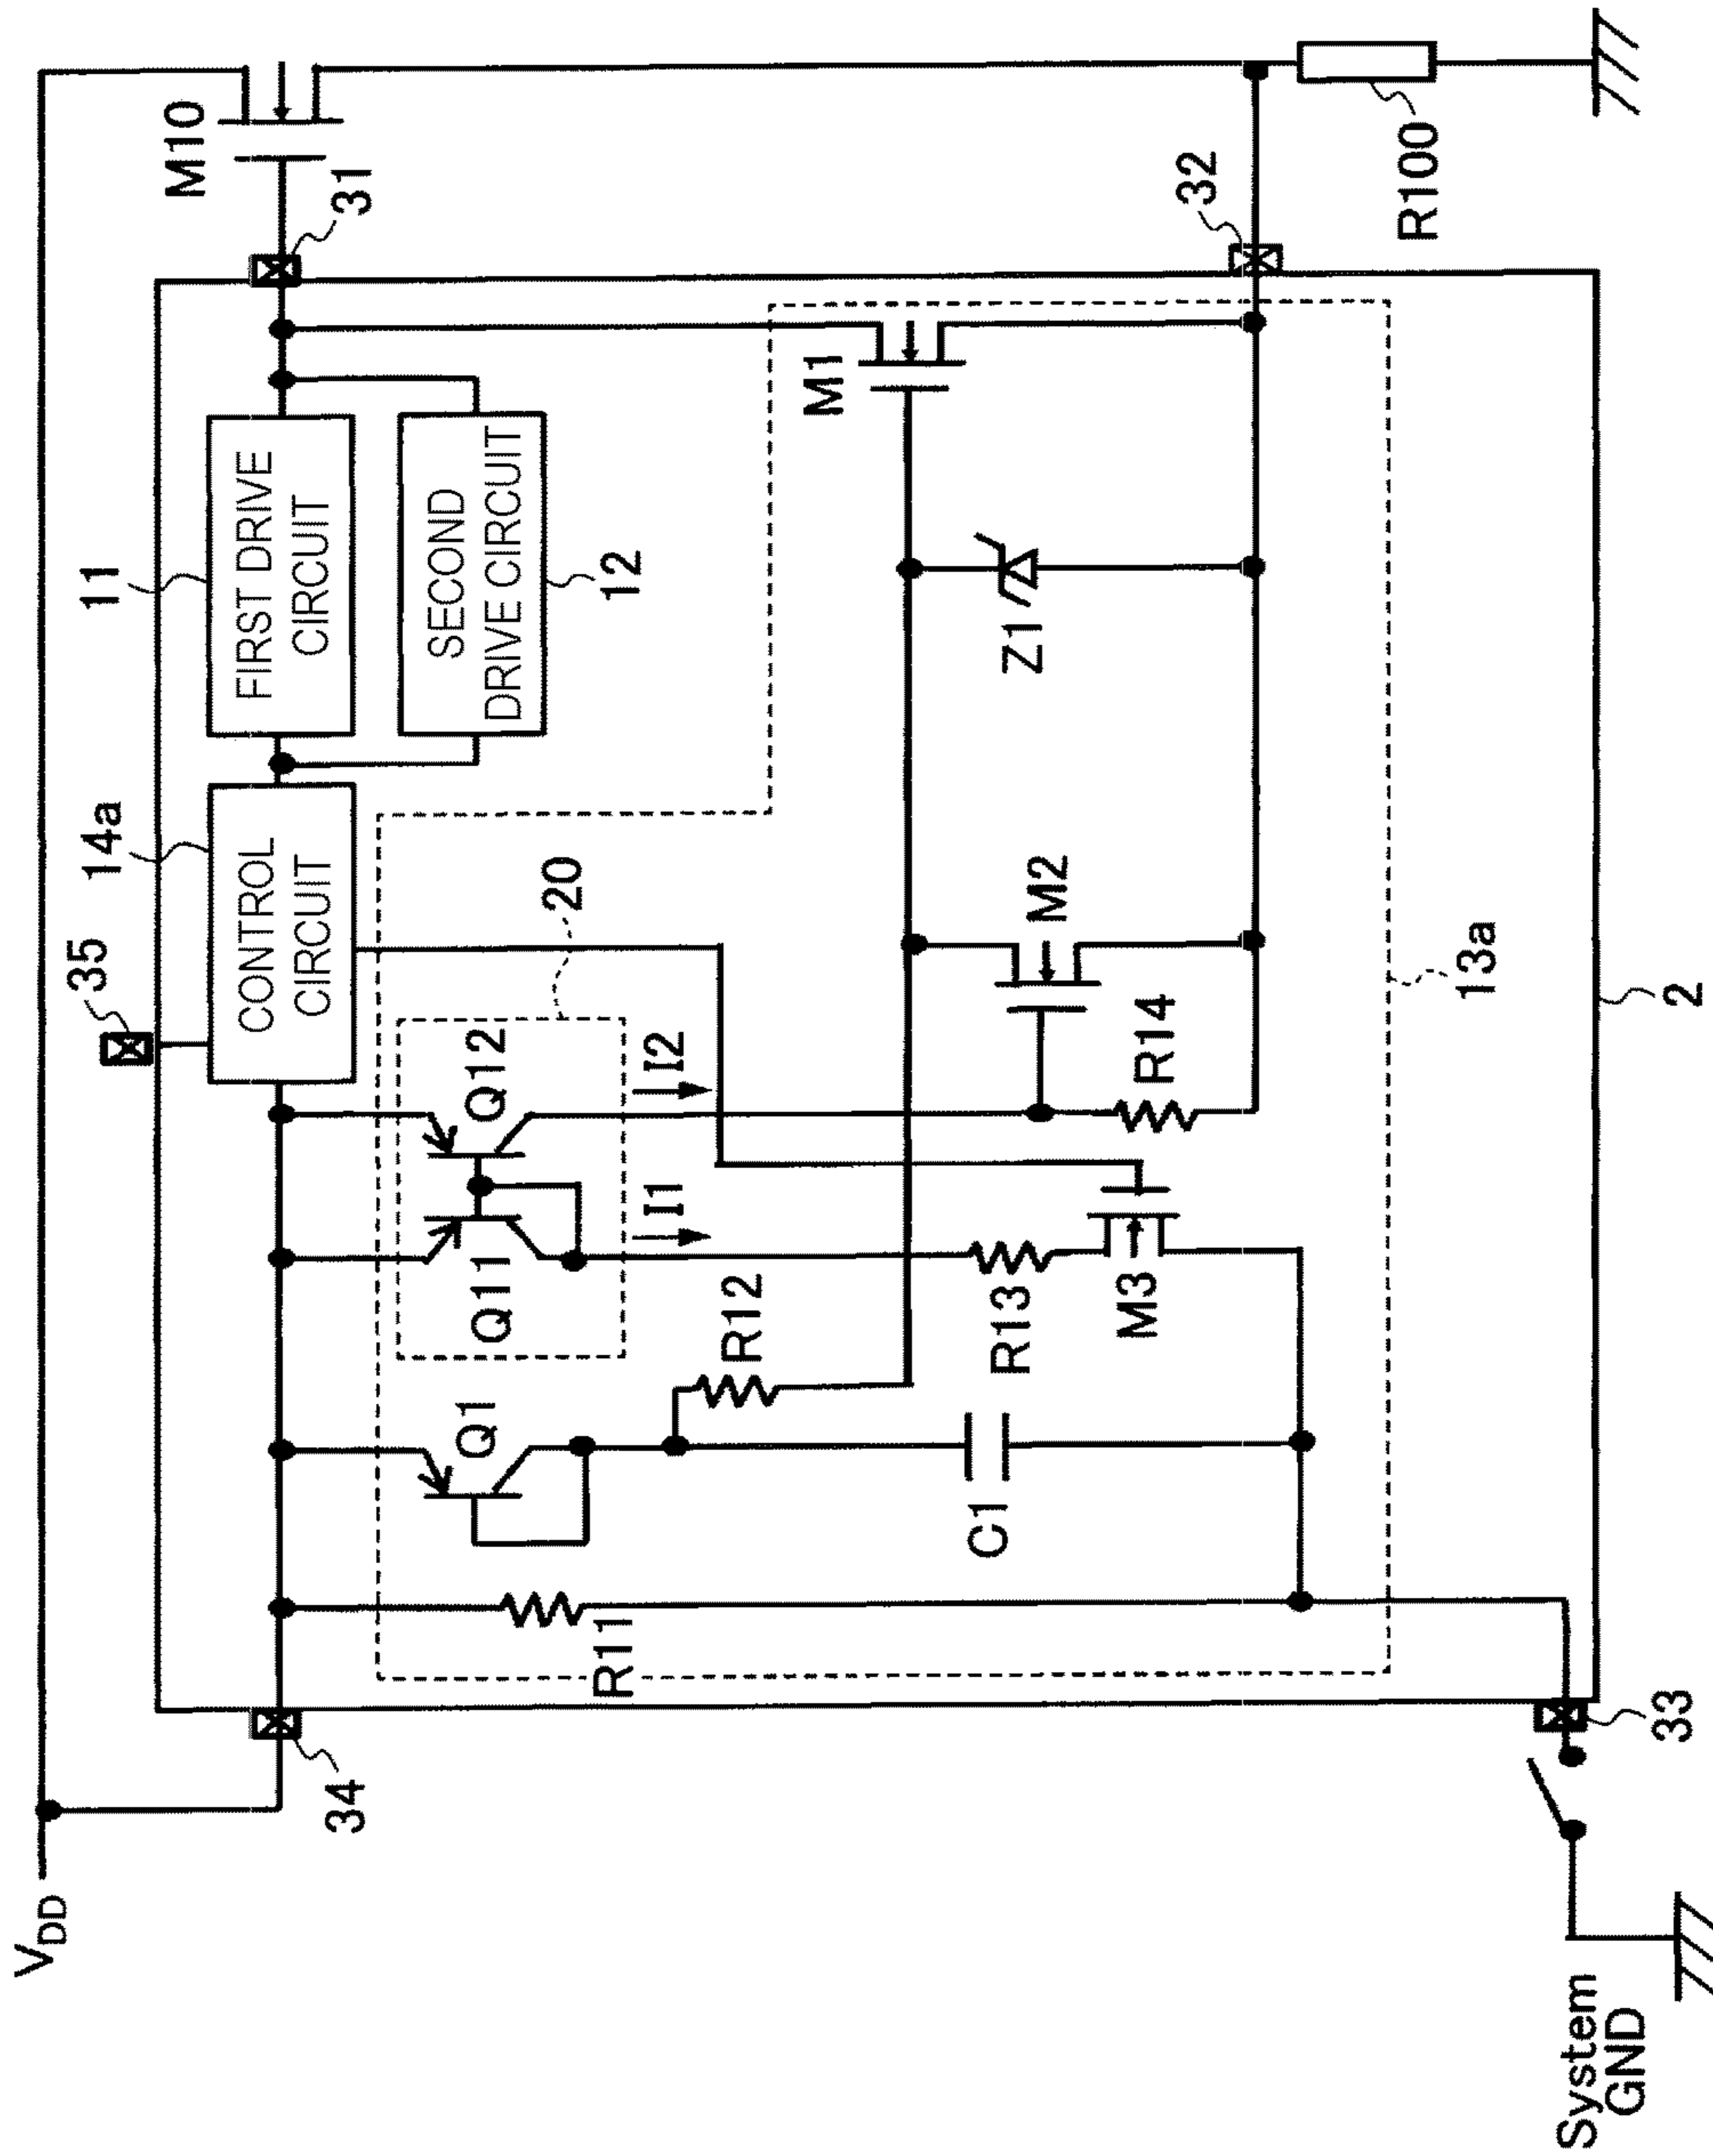 V_DD
34
35
14a
CONTROL
CIRCUIT
11
FIRST DRIVE
CIRCUIT
SECOND
DRIVE CIRCUIT
12
31
M10
20
Q1
Q11
Q12
I1
I2
R11
R12
M1
C1
R13
M3
R14
M2
Z1
32
R100
13a
2
33
System
GND